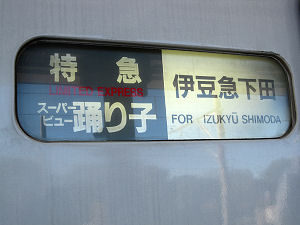 特急
LIMITED EXPRESS
スーパー
ビュー
踊り子
伊豆急下田
FOR IZUKYŪ SHIMODA